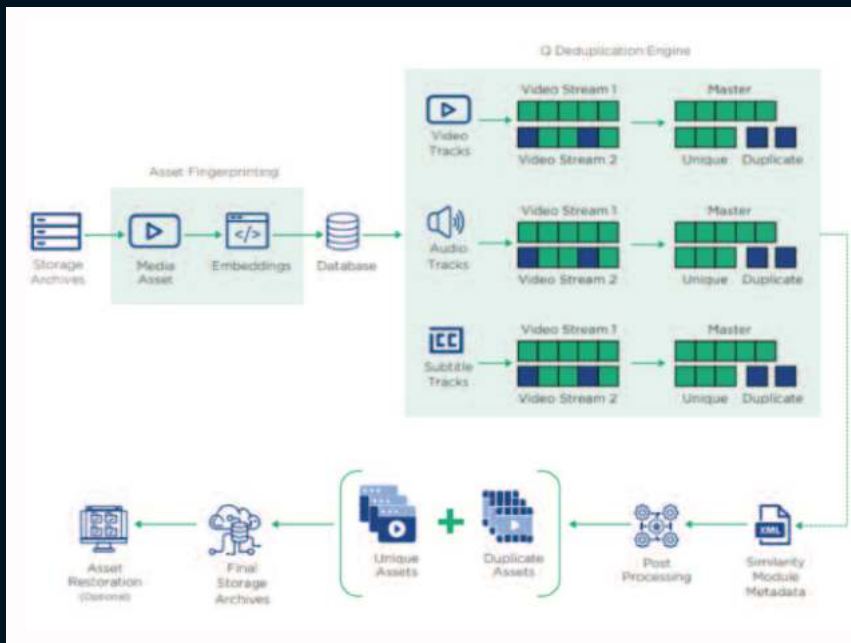 Q Deduplication Engine
Video Stream 1
Master
Video
Tracks
Video Stream 2
Unique
Duplicate
Asset Fingerprinting
Video Stream 1
Master
Storage
Archives
Media
Asset
</>
Embeddings
Database
Audio
Tracks
Video Stream 2
Unique
Duplicate
Video Stream 1
Master
CC
Subtitle
Tracks
Video Stream 2
Unique
Duplicate
Asset
Restoration
(Optional)
Final
Storage
Archives
Unique
Assets
+
Duplicate
Assets
Post
Processing
XML
Similarity
Module
Metadata